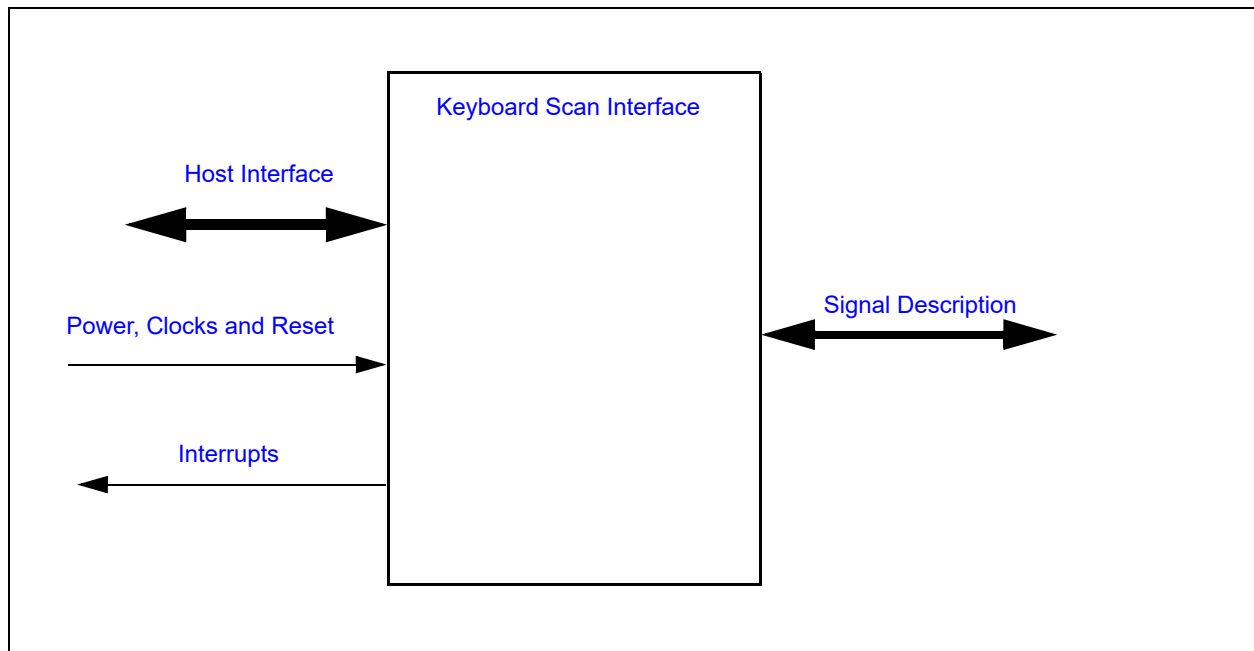 Keyboard Scan Interface
Host Interface
Signal Description
Power, Clocks and Reset
Interrupts